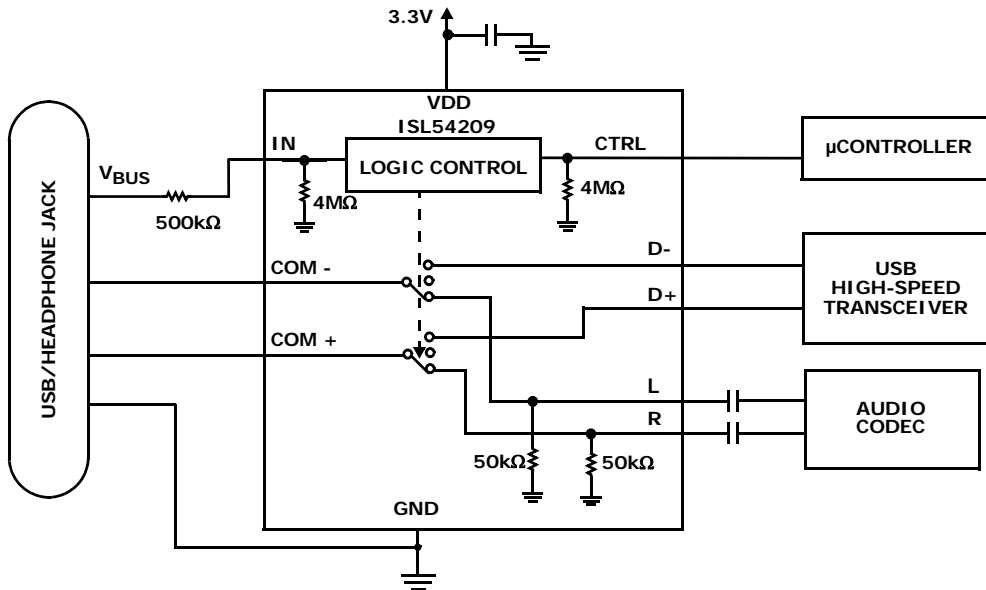 3.3V
VDD
ISL54209
IN
LOGIC CONTROL
CTRL
µCONTROLLER
VBUS
500kΩ
4MΩ
4MΩ
USB/HEADPHONE JACK
COM -
D-
USB
HIGH-SPEED
TRANSCEIVER
D+
COM +
L
R
AUDIO
CODEC
50kΩ
50kΩ
GND